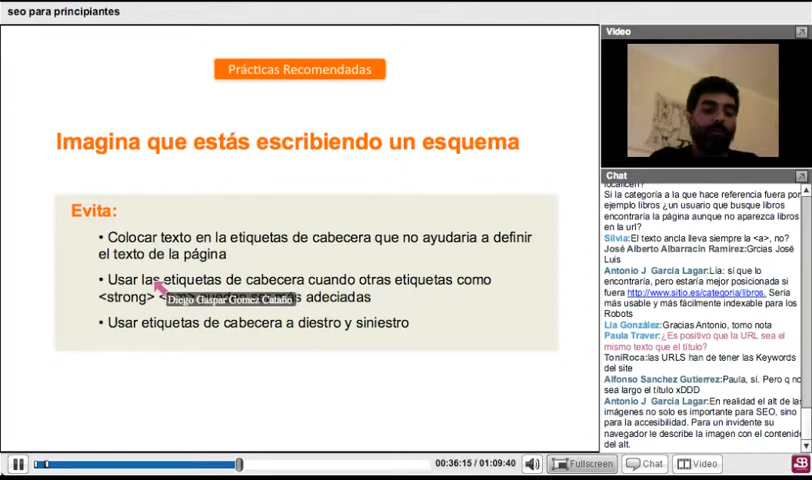 seo para principiantes
Prácticas Recomendadas
Imagina que estás escribiendo un esquema
Evita:
• Colocar texto en la etiquetas de cabecera que no ayudaria a definir
el texto de la página
• Usar las etiquetas de cabecera cuando otras etiquetas como
<strong> adeciadas
Diego Gaspar Gomez Cataño
• Usar etiquetas de cabecera a diestro y siniestro
00:36:15 / 01:09:40
Fullscreen
Chat
Video
Video
Chat
localicen?
Si la categoría a la que hace referencia fuera por
ejemplo libros ¿un usuario que busque libros
encontraría la página aunque no aparezca libros
en la url?
Silvia:El texto ancla lleva siempre la <a>, no?
José Alberto Albarracín Ramírez:Grcias José
Luis
Antonio J García Lagar:Lía: sí que lo
encontraría, pero estaría mejor posicionada si
fuera http://www.sitio.es/categoria/libros. Sería
más usable y más fácilmente indexable para los
Robots
Lia González:Gracias Antonio, tomo nota
Paula Traver:¿Es positivo que la URL sea el
mismo texto que el título?
ToniRoca:las URLS han de tener las Keywords
del site
Alfonso Sanchez Gutierrez:Paula, sí. Pero q no
sea largo el título xDDD
Antonio J García Lagar:En realidad el alt de las
imágenes no solo es importante para SEO, sino
para la accesibilidad. Para un invidente su
navegador le describe la imagen con el contenido
del alt.